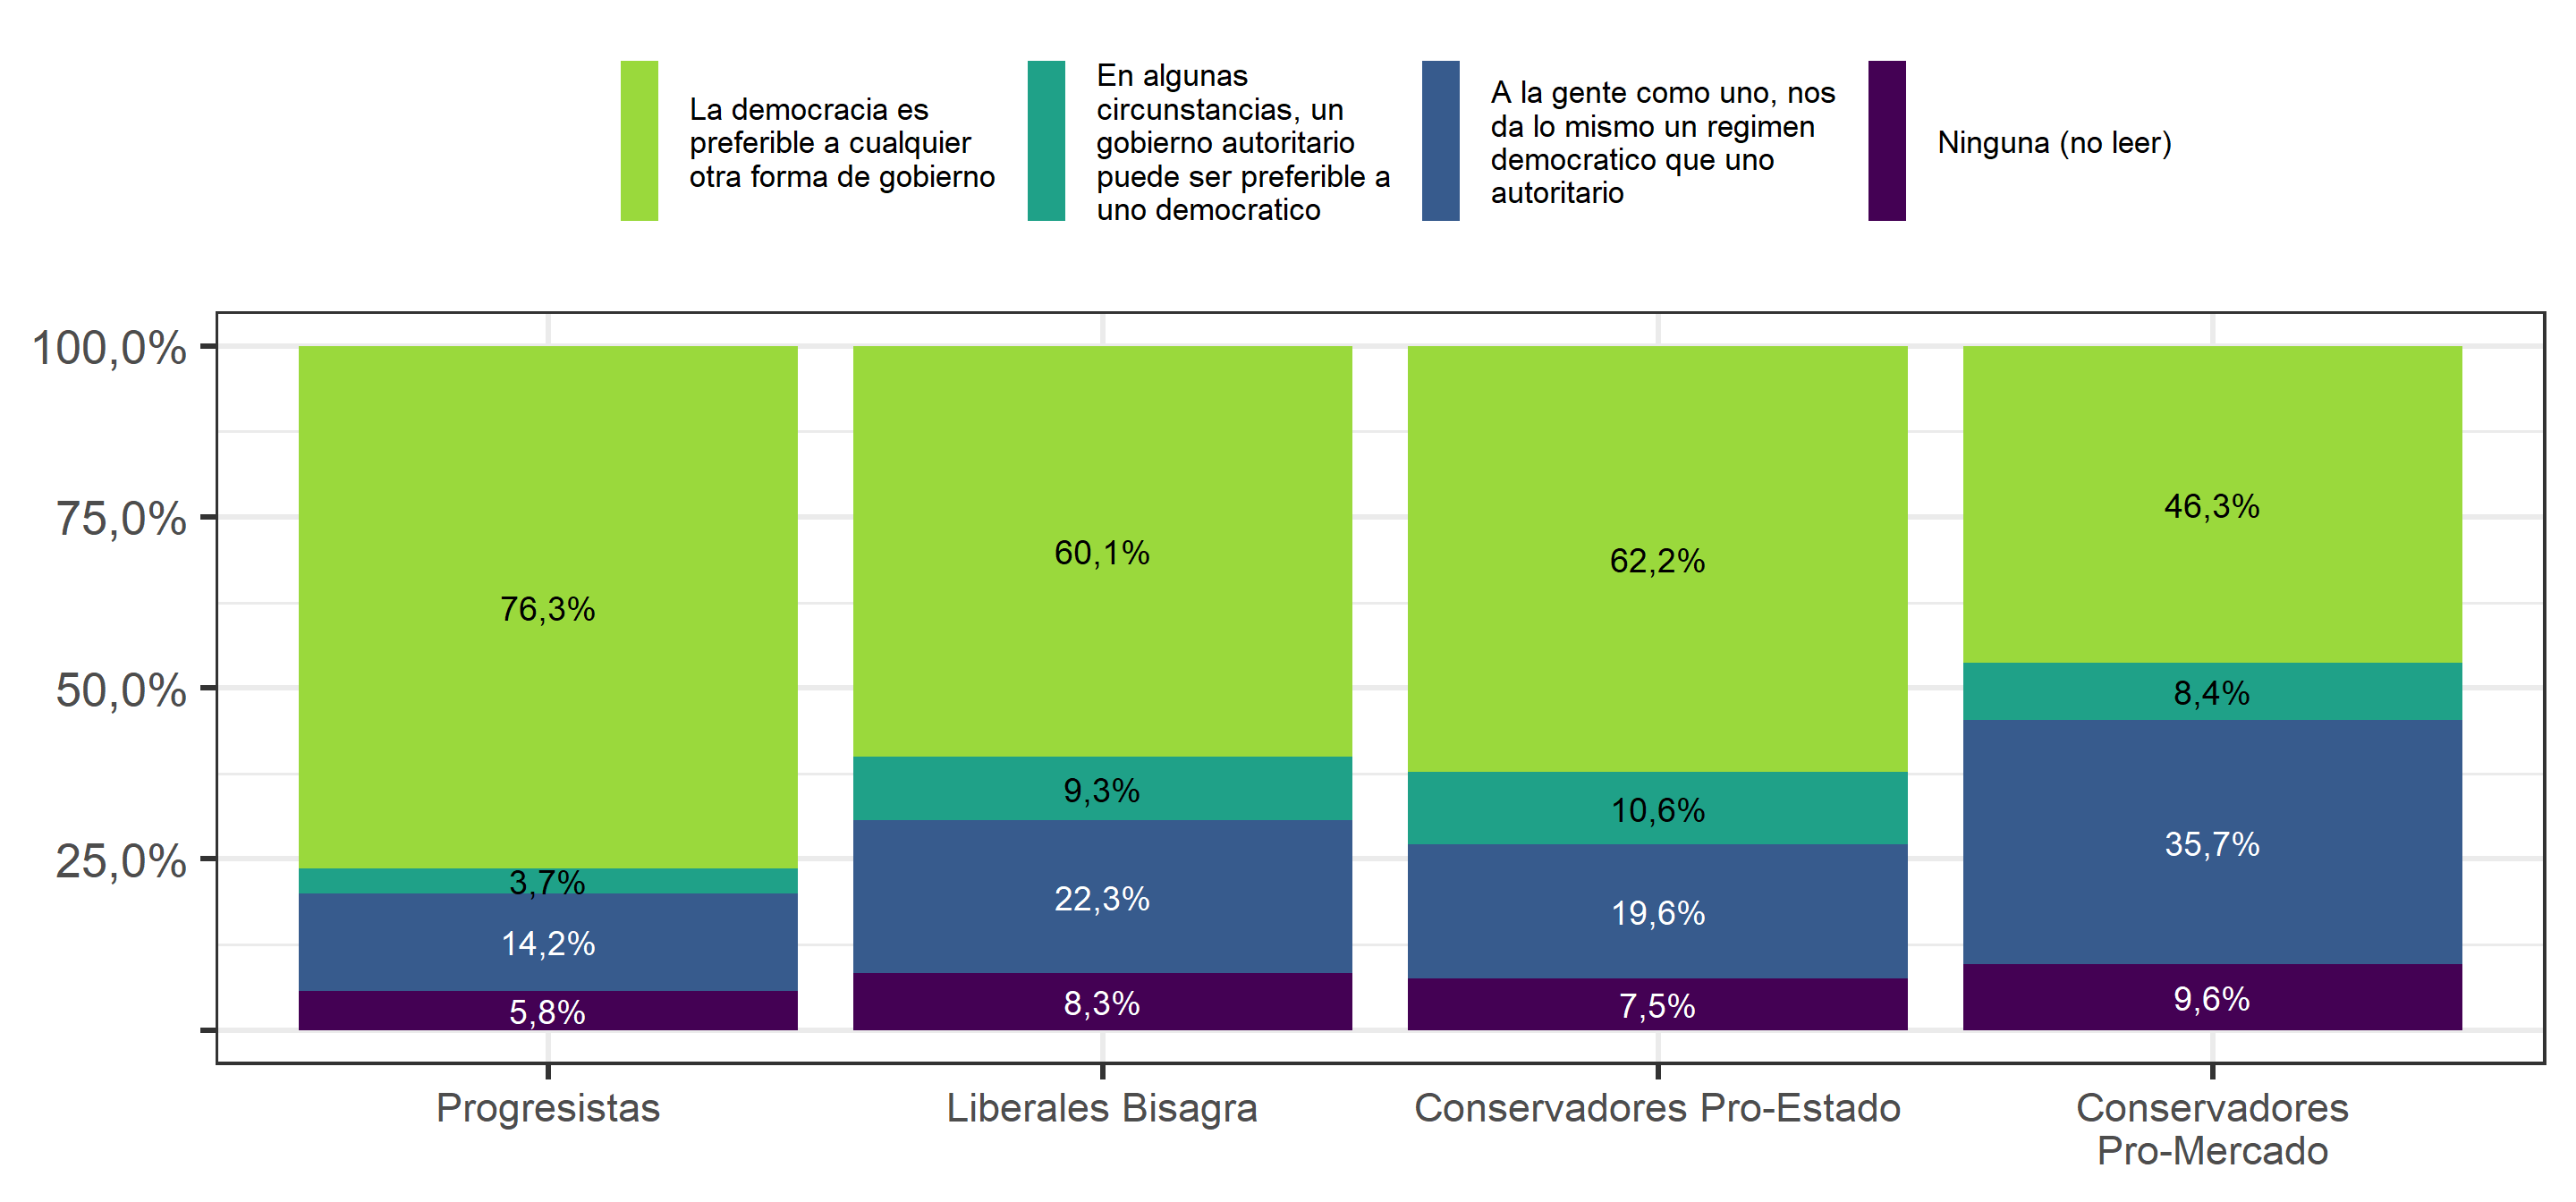 La democracia es
preferible a cualquier
otra forma de gobierno
En algunas
circunstancias, un
gobierno autoritario
puede ser preferible a
uno democratico
A la gente como uno, nos
da lo mismo un regimen
democratico que uno
autoritario
Ninguna (no leer)
100,0%
75,0%
50,0%
25,0%
76,3%
3,7%
14,2%
5,8%
60,1%
9,3%
22,3%
8,3%
62,2%
10,6%
19,6%
7,5%
46,3%
8,4%
35,7%
9,6%
Progresistas
Liberales Bisagra
Conservadores Pro-Estado
Conservadores
Pro-Mercado